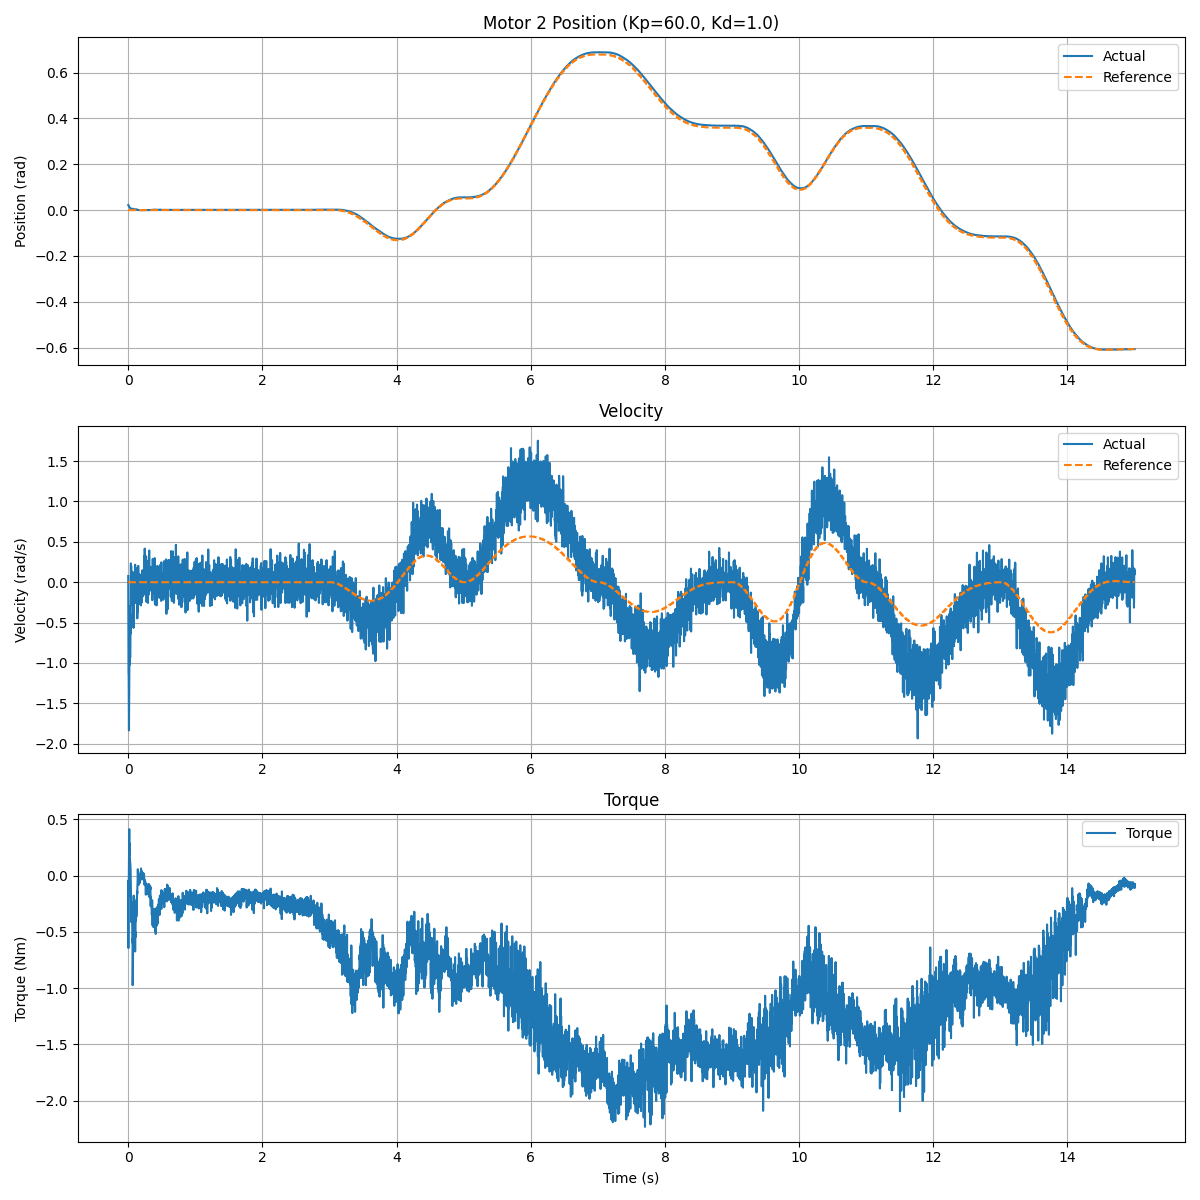 Motor 2 Position (Kp=60.0, Kd=1.0)
Actual
Reference
Position (rad)
0.6
0.4
0.2
0.0
−0.2
−0.4
−0.6
0 2 4 6 8 10 12 14
Velocity
Actual
Reference
Velocity (rad/s)
1.5
1.0
0.5
0.0
−0.5
−1.0
−1.5
−2.0
0 2 4 6 8 10 12 14
Torque
Torque
Torque (Nm)
0.5
0.0
−0.5
−1.0
−1.5
−2.0
0 2 4 6 8 10 12 14
Time (s)